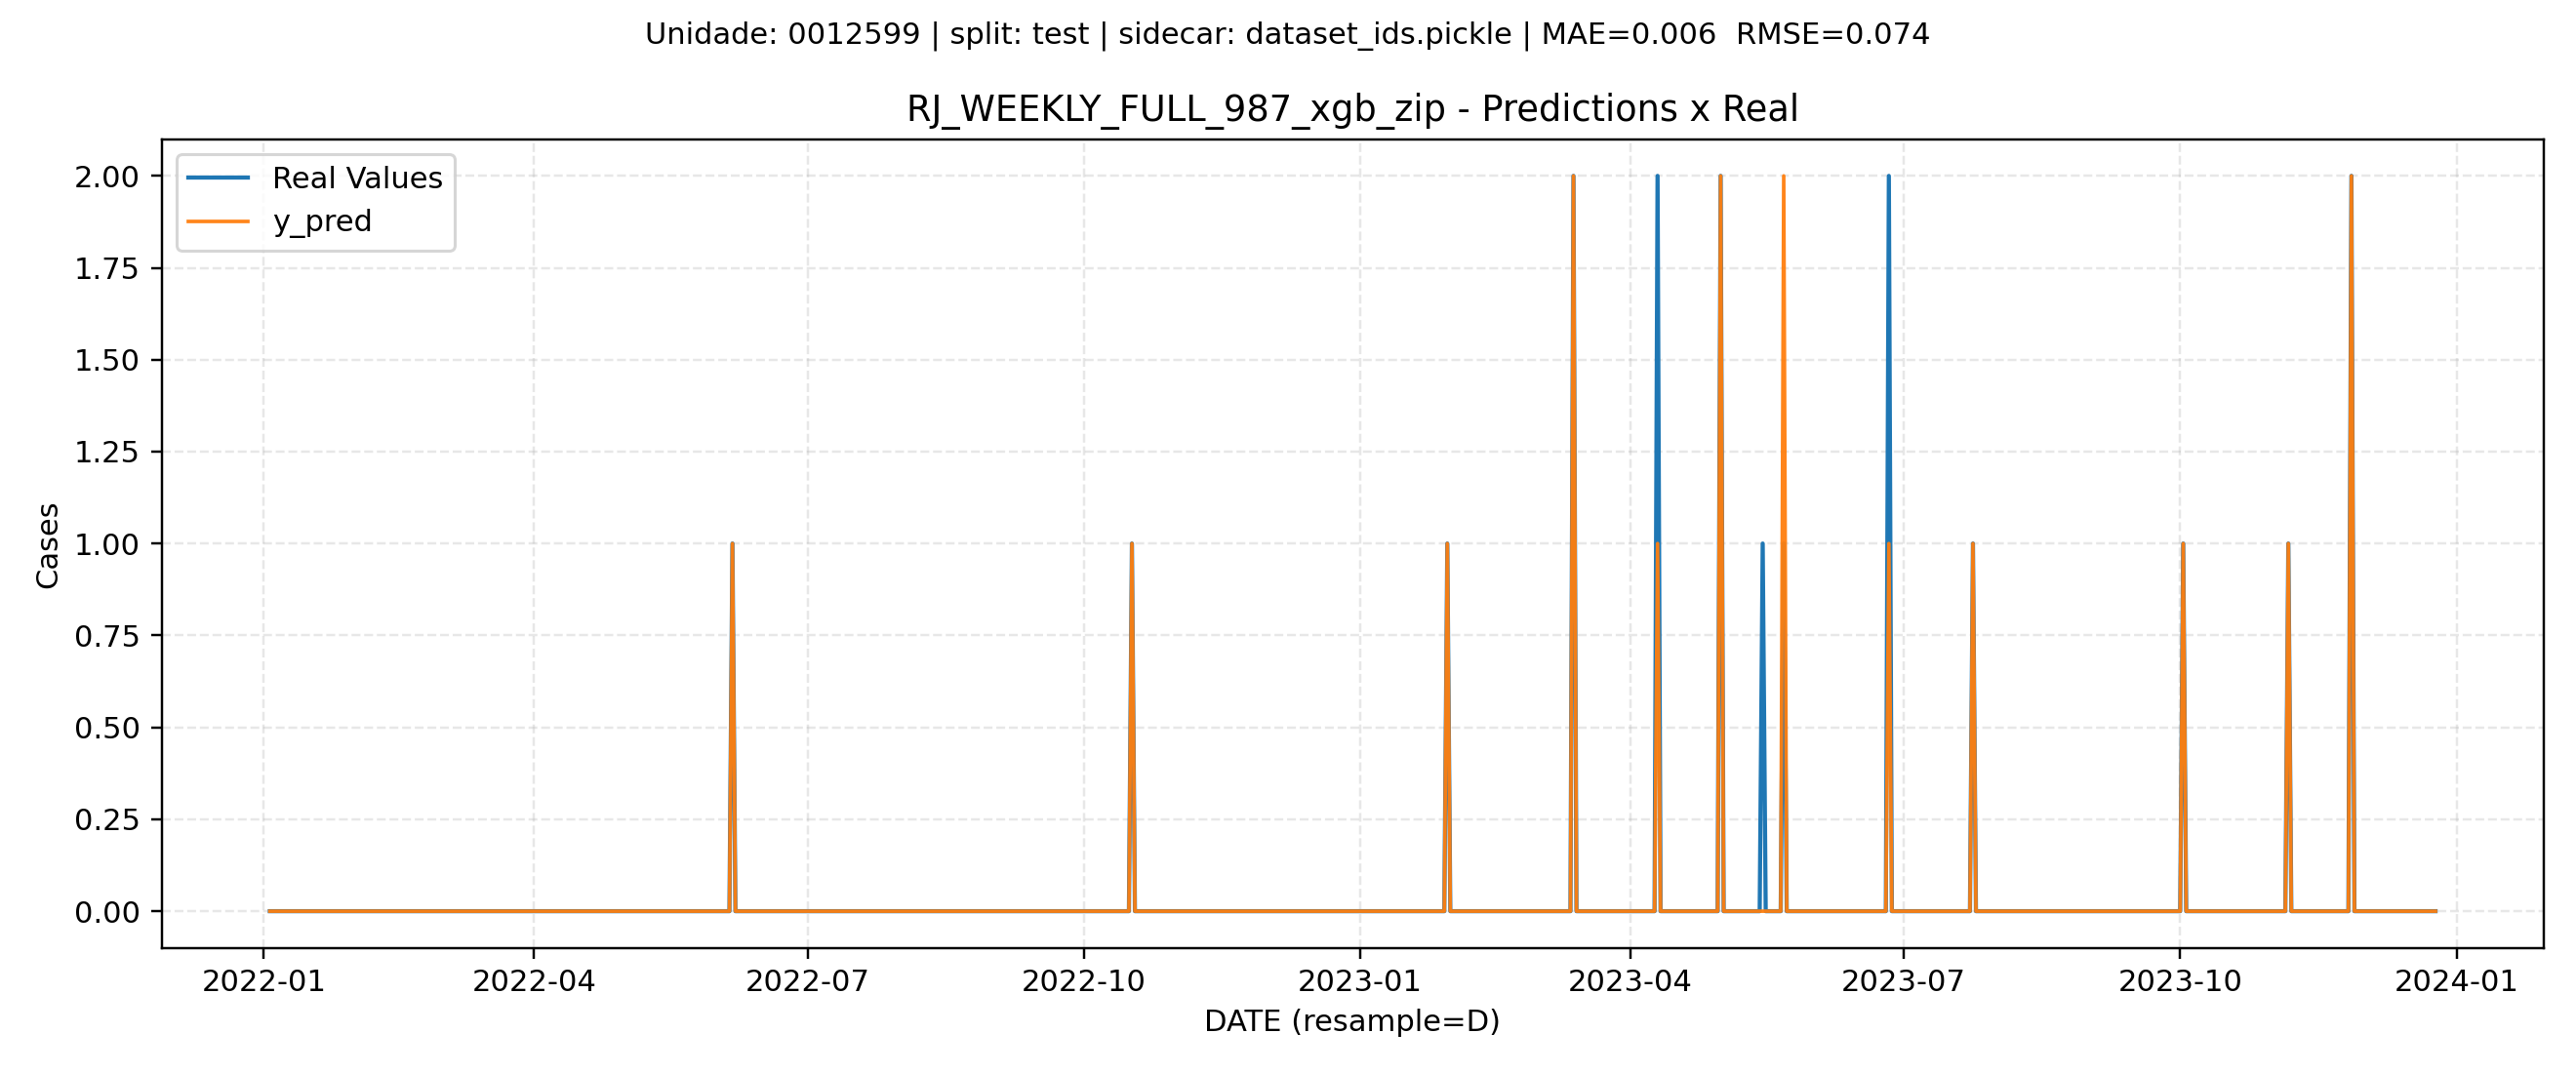 Unidade: 0012599 | split: test | sidecar: dataset_ids.pickle | MAE=0.006  RMSE=0.074
RJ_WEEKLY_FULL_987_xgb_zip - Predictions x Real
Real Values
y_pred
2.00
1.75
1.50
1.25
1.00
0.75
0.50
0.25
0.00
Cases
2022-01 2022-04 2022-07 2022-10 2023-01 2023-04 2023-07 2023-10 2024-01
DATE (resample=D)